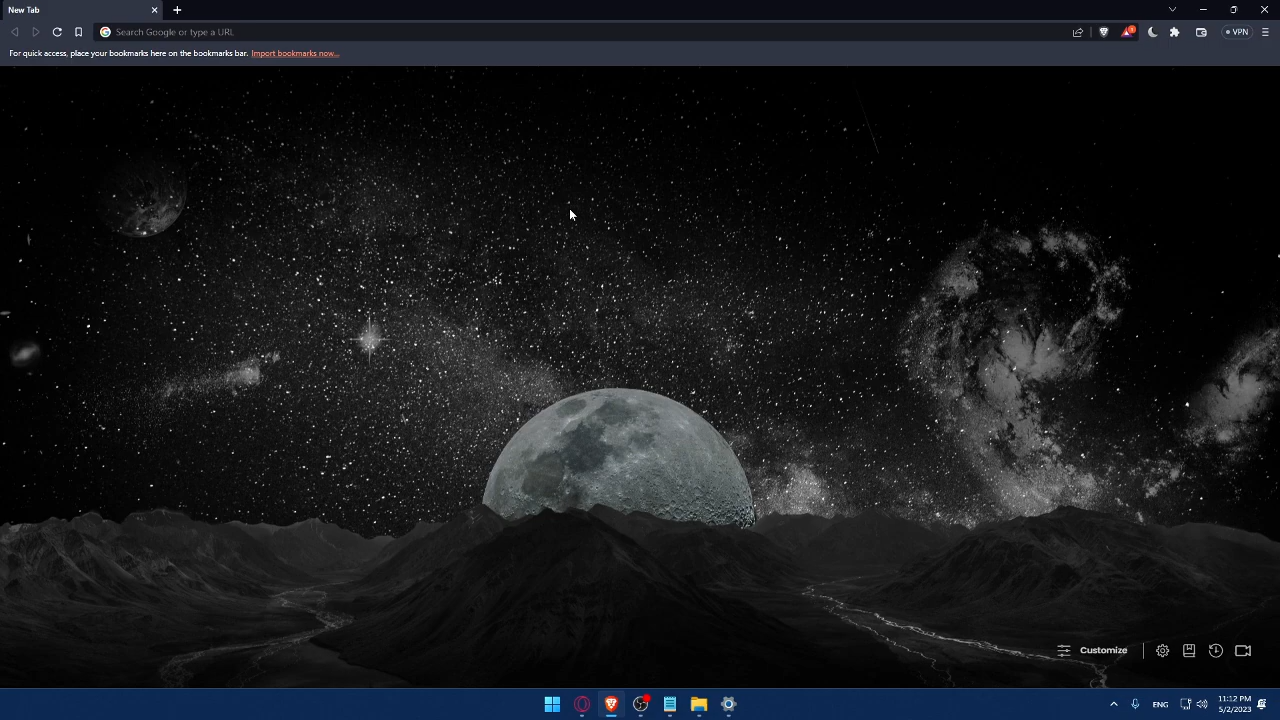 New Tab
Search Google or type a URL
VPN
For quick access, place your bookmarks here on the bookmarks bar. Import bookmarks now...
Customize
ENG
11:12 PM
5/2/2023